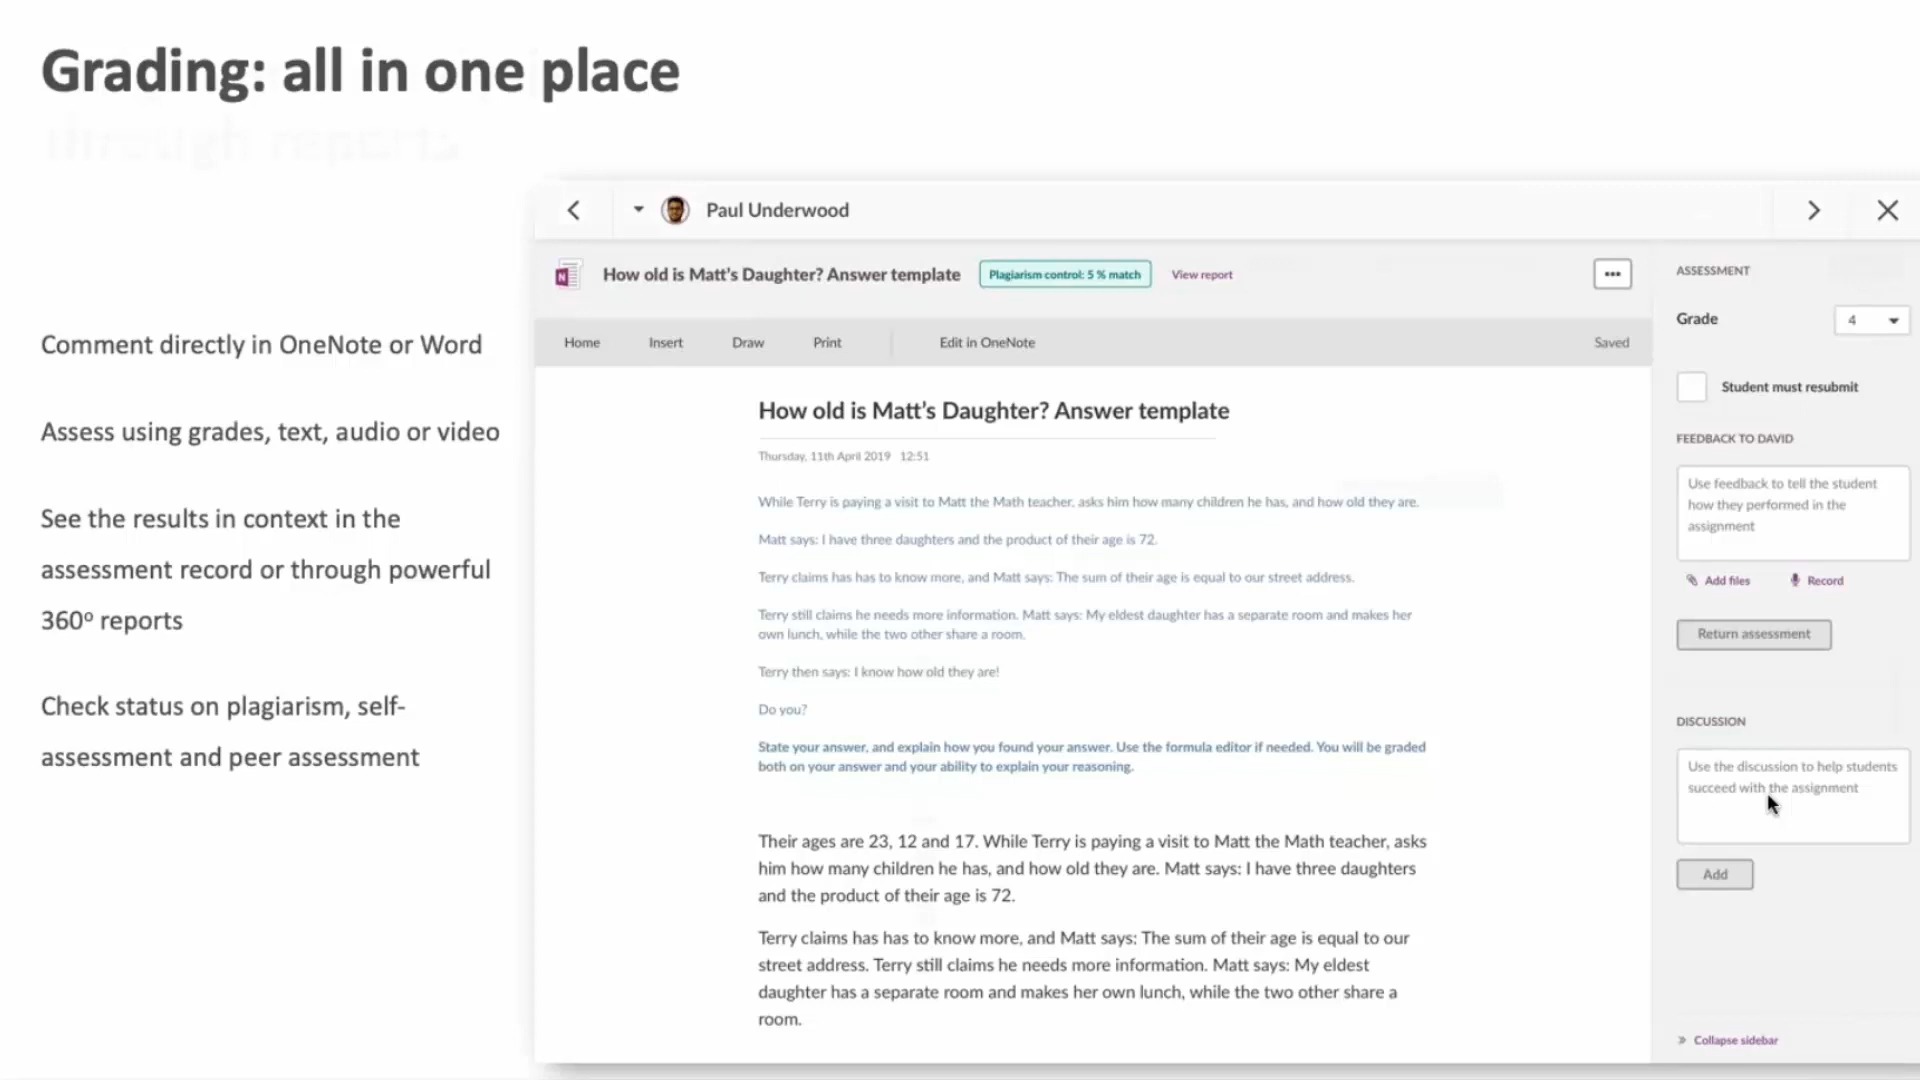 Grading: all in one place
through reports
Comment directly in OneNote or Word
Assess using grades, text, audio or video
See the results in context in the
assessment record or through powerful
360º reports
Check status on plagiarism, self-
assessment and peer assessment
Paul Underwood
How old is Matt's Daughter? Answer template
Plagiarism control: 5 % match
View report
Home Insert Draw Print Edit in OneNote Saved
How old is Matt's Daughter? Answer template
Thursday, 11th April 2019 12:51
While Terry is paying a visit to Matt the Math teacher, asks him how many children he has, and how old they are.
Matt says: I have three daughters and the product of their age is 72.
Terry claims has has to know more, and Matt says: The sum of their age is equal to our street address.
Terry still claims he needs more information. Matt says: My eldest daughter has a separate room and makes her
own lunch, while the two other share a room.
Terry then says: I know how old they are!
Do you?
State your answer, and explain how you found your answer. Use the formula editor if needed. You will be graded
both on your answer and your ability to explain your reasoning.
Their ages are 23, 12 and 17. While Terry is paying a visit to Matt the Math teacher, asks
him how many children he has, and how old they are. Matt says: I have three daughters
and the product of their age is 72.
Terry claims has has to know more, and Matt says: The sum of their age is equal to our
street address. Terry still claims he needs more information. Matt says: My eldest
daughter has a separate room and makes her own lunch, while the two other share a
room.
ASSESSMENT
Grade 4
Student must resubmit
FEEDBACK TO DAVID
Use feedback to tell the student
how they performed in the
assignment
Add files Record
Return assessment
DISCUSSION
Use the discussion to help students
succeed with the assignment
Add
Collapse sidebar